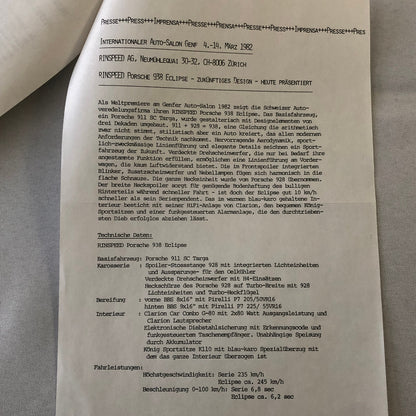 Presse+++Press+++Imprensa+++Presse+++Prensa+++Presse+++Press+++Imprensa+++Presse+++Pres
Internationaler Auto-Salon Genf 4.-14. März 1982
RINSPEED AG, Neumühlequai 30-32, CH-8006 Zürich
Rinspeed Porsche 938 Eclipse - zukünftiges Design - heute präsentiert
Als Weltpremiere am Genfer Auto-Salon 1982 zeigt die Schweizer Auto-
veredelungsfirma ihren RINSPEED Porsche 938 Eclipse. Das Basisfahrzeug,
ein Porsche 911 SC Targa, wurde gestalterisch mit Designelementen von
drei Dekaden umgebaut. 911 + 928 = 938, eine Gleichung die arithmetisch
zwar nicht stimmt, stilistisch aber ein Auto kreiert, das allen modernen
Anforderungen der Technik nachkommt. Hervorragende Aerodynamik, sport-
lich-zweckmässige Linienführung und elegante Details zeichnen ein Sport-
fahrzeug der Zukunft. Verdeckte Drehscheinwerfer, die nur bei Bedarf ihre
angestammte Funktion erfüllen, ermöglichen eine Linienführung am Vorder-
wagen, die kaum Luftwiderstand bietet. Die im Frontspoiler integrierten
Blinker, Zusatzscheinwerfer und Nebellampen fügen sich harmonisch in die
flache Schnauze. Die ganze Heckeinheit wurde vom Porsche 928 übernommen.
Der breite Heckspoiler sorgt für genügende Bodenhaftung des bulligen
Hinterteils während schneller Fahrt - ist doch der Eclipse gut 10 km/h
schneller als sein Serienpendant. Das in warmen blau-karo gehaltene In-
terieur besticht mit seiner HiFi-Anlage von Clarion, den bequemen König-
Sportsitzen und einer funkgesteuerten Alarmanlage, die den durchtrieben-
sten Dieb erfolglos abziehen lässt.
Technische Daten:
RINSPEED Porsche 938 Eclipse
Basisfahrzeug: Porsche 911 SC Targa
Karosserie : Spoiler-Stosstange 928 mit integrierten Lichteinheiten
und Aussparungen für den Oelkühler
Verdeckte Drehscheinwerfer mit H4-Einsätzen
Heckschürze des Porsche 928 auf Turbo-Breite mit 928
Lichteinheiten und Turbo-Heckflügel
Bereifung : vorne BBS 8x16" mit Pirelli P7 205/50VR16
hinten BBS 9x16" mit Pirelli P7 225/50VR16
Interieur : Clarion Car Combo G-80 mit 2x80 Watt Ausgangsleistung und
Clarion Lautsprecher
Elektronische Diebstahlsicherung mit Erkennungscode und
funkgesteuertem Taschenempfänger. Unabhängige Speisung
durch Akkumulator
König Sportsitze K110 mit blau-karo Spezialüberzug mit
dem das ganze Interieur überzogen ist
Fahrleistungen:
Höchstgeschwindigkeit: Serie 235 km/h
Eclipse ca. 245 km/h
Beschleunigung 0-100 km/h: Serie 6,8 sec
Eclipse ca. 6,2 sec